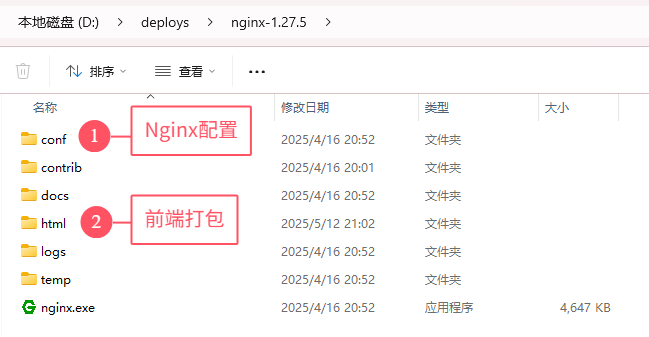 本地磁盘 (D:) > deploys > nginx-1.27.5 >
排序 查看 ...
名称 修改日期 类型 大小
conf 1 Nginx配置 2025/4/16 20:52 文件夹
contrib 2025/4/16 20:01 文件夹
docs 2025/4/16 20:52 文件夹
html 2 前端打包 2025/5/12 21:02 文件夹
logs 2025/4/16 20:52 文件夹
temp 2025/4/16 20:52 文件夹
nginx.exe 2025/4/16 20:52 应用程序 4,647 KB